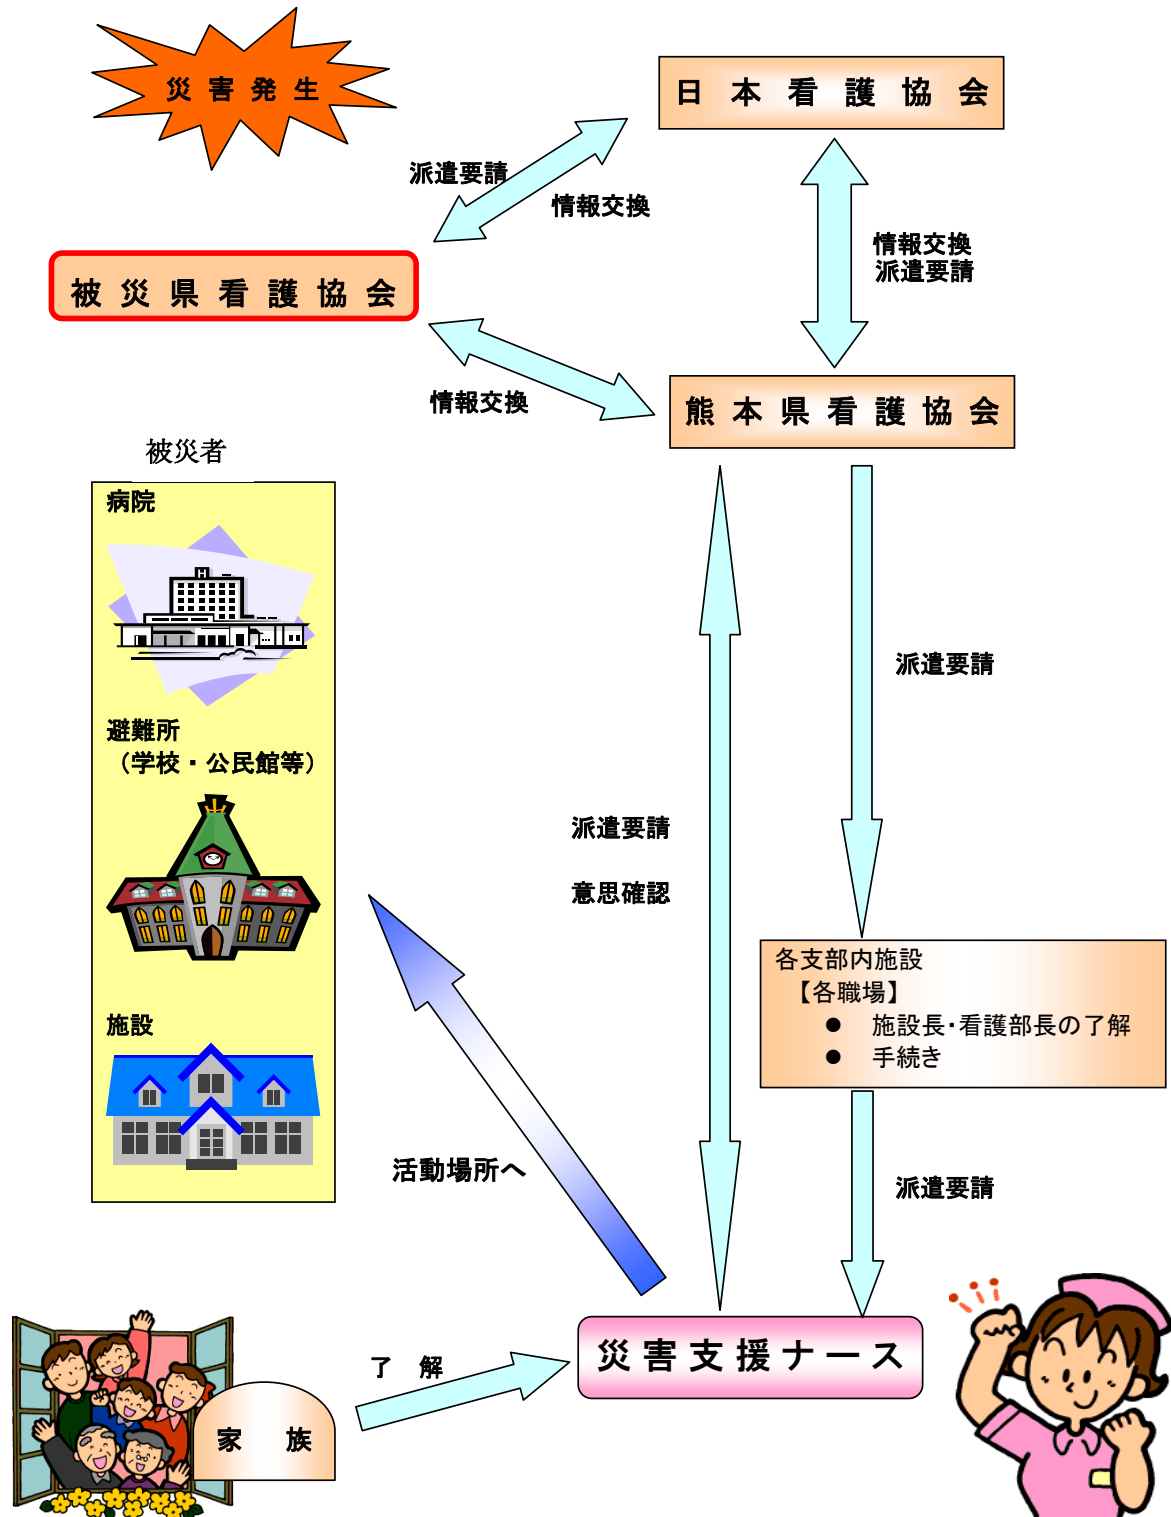 災害発生
日本看護協会
派遣要請
情報交換
情報交換
派遣要請
被災県看護協会
情報交換
熊本県看護協会
被災者
病院
避難所
（学校・公民館等）
施設
派遣要請
派遣要請
意思確認
各支部内施設
【各職場】
● 施設長・看護部長の了解
● 手続き
活動場所へ
派遣要請
災害支援ナース
了解
家族